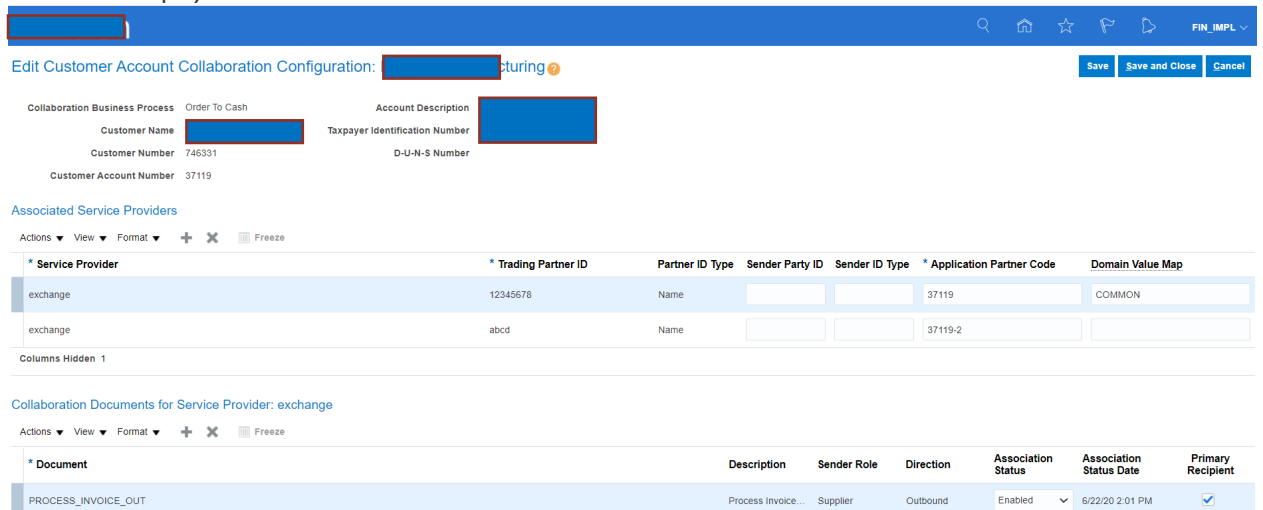 FIN_IMPL
Edit Customer Account Collaboration Configuration: cturing
Save Save and Close Cancel
Collaboration Business Process Order To Cash Account Description
Customer Name Taxpayer Identification Number
Customer Number 746331 D-U-N-S Number
Customer Account Number 37119
Associated Service Providers
Actions View Format Freeze
* Service Provider * Trading Partner ID Partner ID Type Sender Party ID Sender ID Type * Application Partner Code Domain Value Map
exchange 12345678 Name 37119 COMMON
exchange abcd Name 37119-2
Columns Hidden 1
Collaboration Documents for Service Provider: exchange
Actions View Format Freeze
* Document Description Sender Role Direction Association Status Association Status Date Primary Recipient
PROCESS_INVOICE_OUT Process Invoice... Supplier Outbound Enabled 6/22/20 2:01 PM